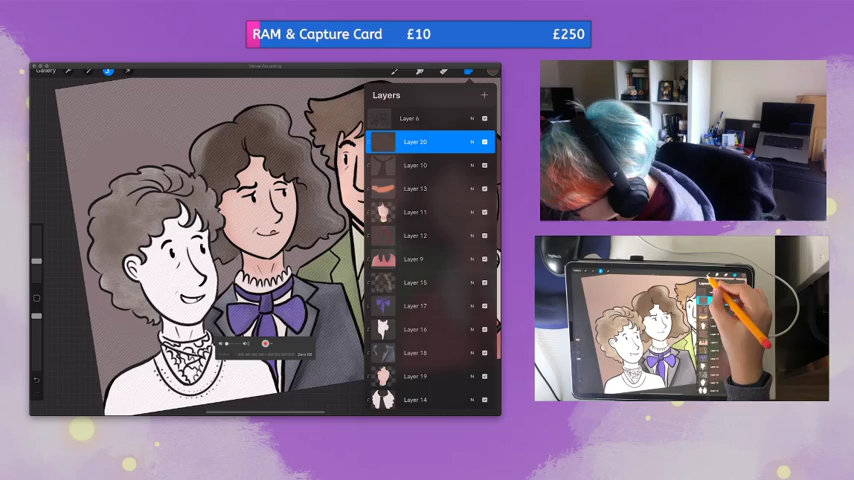 RAM & Capture Card £10 £250
Gallery
Layers
Layer 6 N
Layer 20 N
Layer 10 N
Layer 13 N
Layer 11 N
Layer 12 N
Layer 9 N
Layer 15 N
Layer 17 N
Layer 16 N
Layer 18 N
Layer 19 N
Layer 14 N